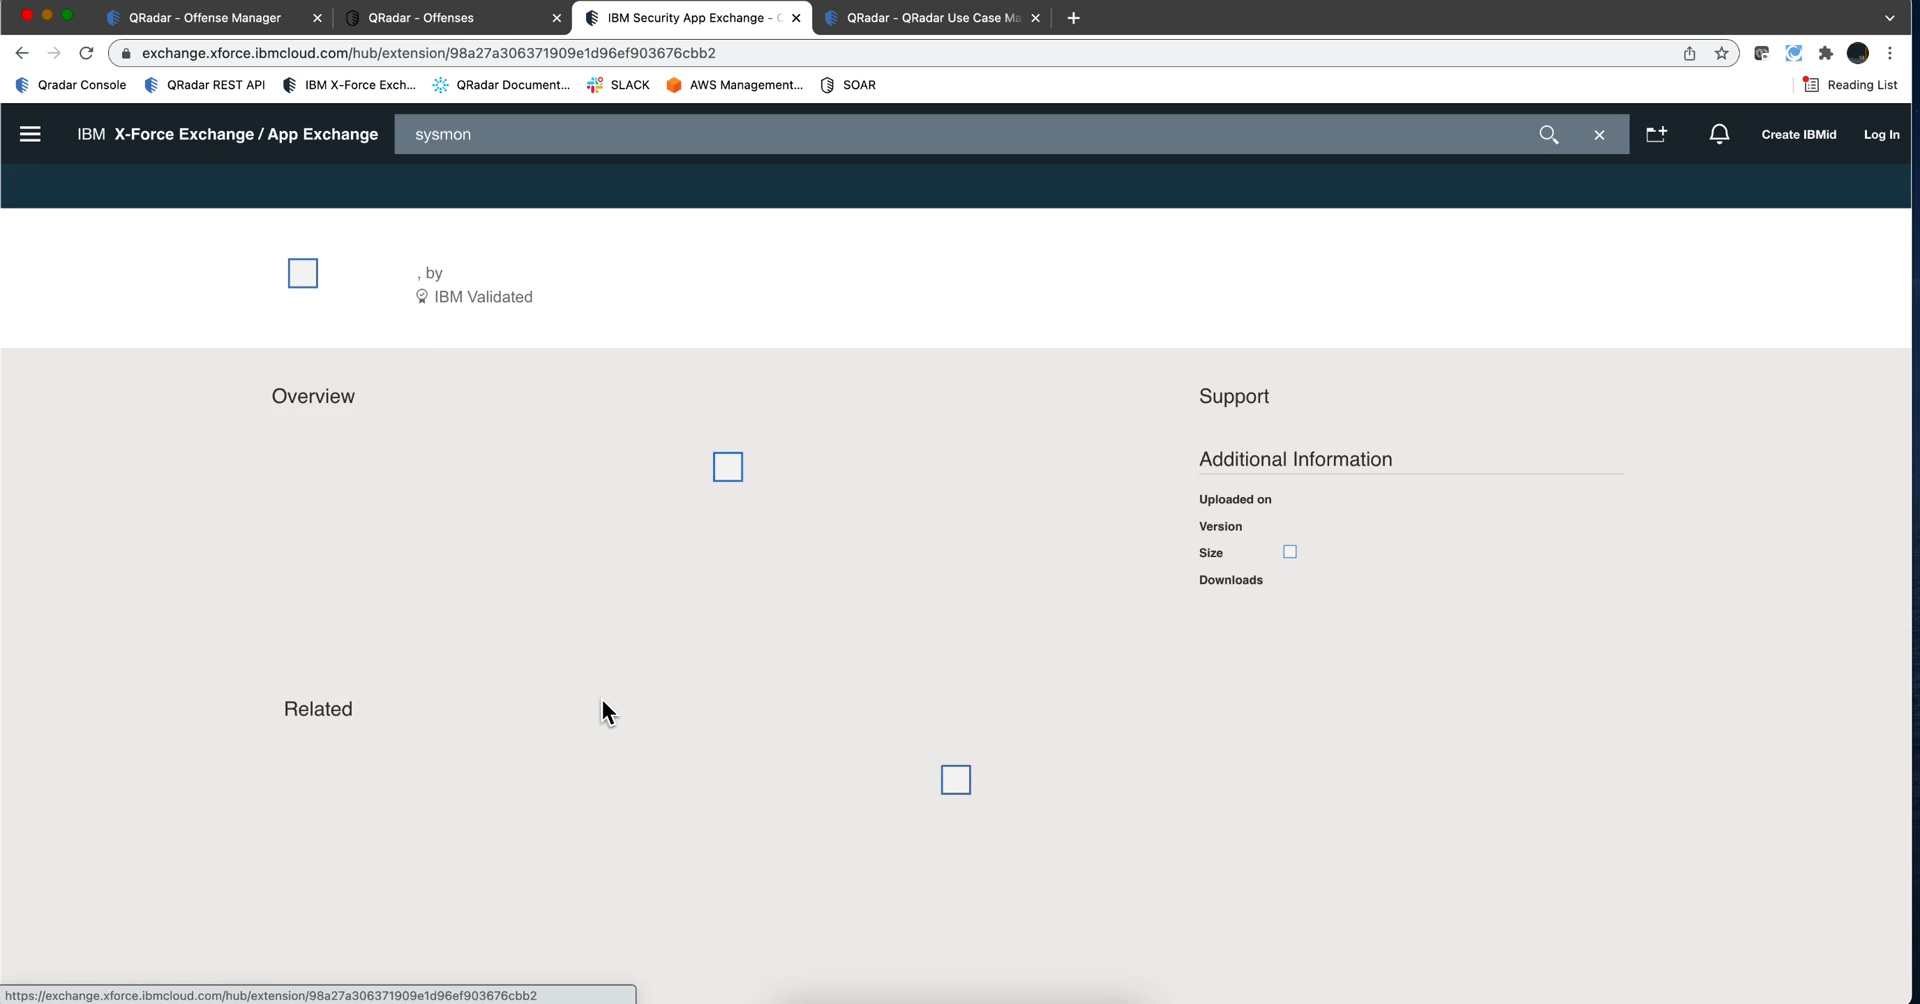 QRadar - Offense Manager
QRadar - Offenses
IBM Security App Exchange -
QRadar - QRadar Use Case Ma
exchange.xforce.ibmcloud.com/hub/extension/98a27a306371909e1d96ef903676cbb2
Qradar Console
QRadar REST API
IBM X-Force Exch...
QRadar Document...
SLACK
AWS Management...
SOAR
Reading List
IBM X-Force Exchange / App Exchange
sysmon
Create IBMid
Log In
, by
IBM Validated
Overview
Support
Additional Information
Uploaded on
Version
Size
Downloads
Related
https://exchange.xforce.ibmcloud.com/hub/extension/98a27a306371909e1d96ef903676cbb2